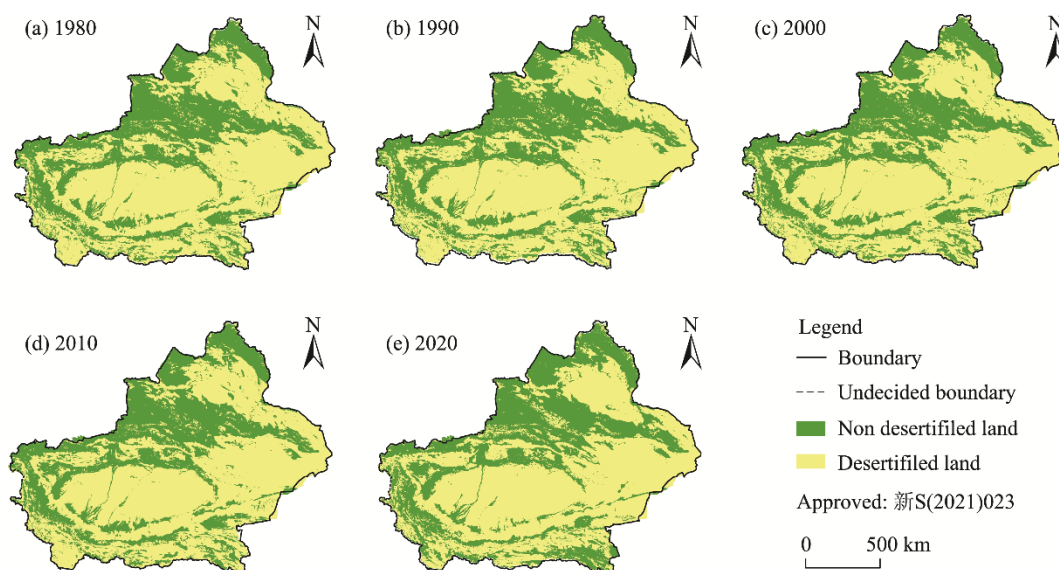 (a) 1980
N
(b) 1990
N
(c) 2000
N
(d) 2010
N
(e) 2020
N
Legend
Boundary
Undecided boundary
Non desertifiled land
Desertifiled land
Approved: 新S(2021)023
0 500 km